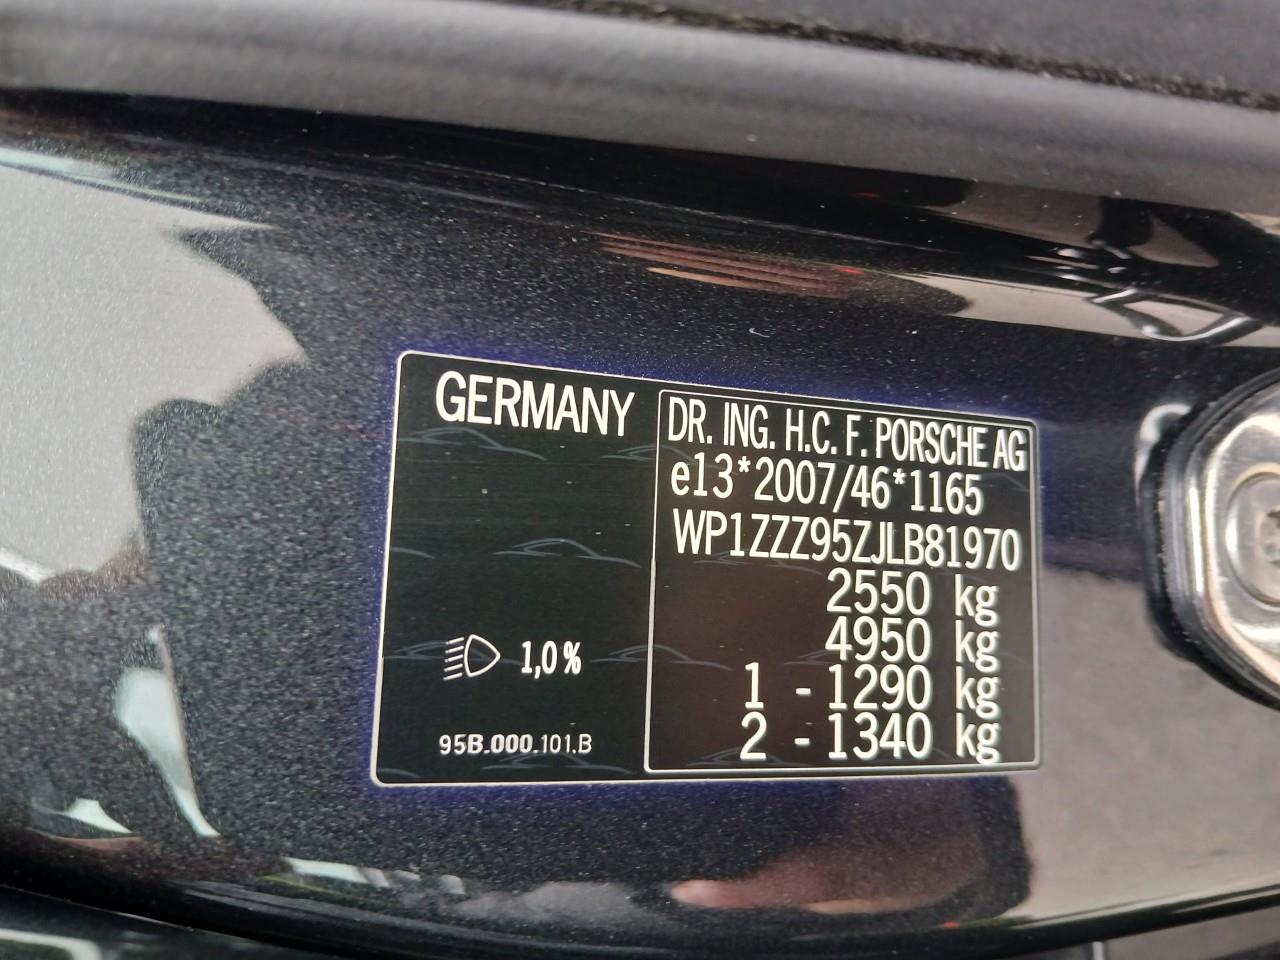 GERMANY
1,0 %
95B.000.101.B
DR. ING. H.C. F. PORSCHE AG
e13*2007/46*1165
WP1ZZZ95ZJLB81970
2550 kg
4950 kg
1 - 1290 kg
2 - 1340 kg